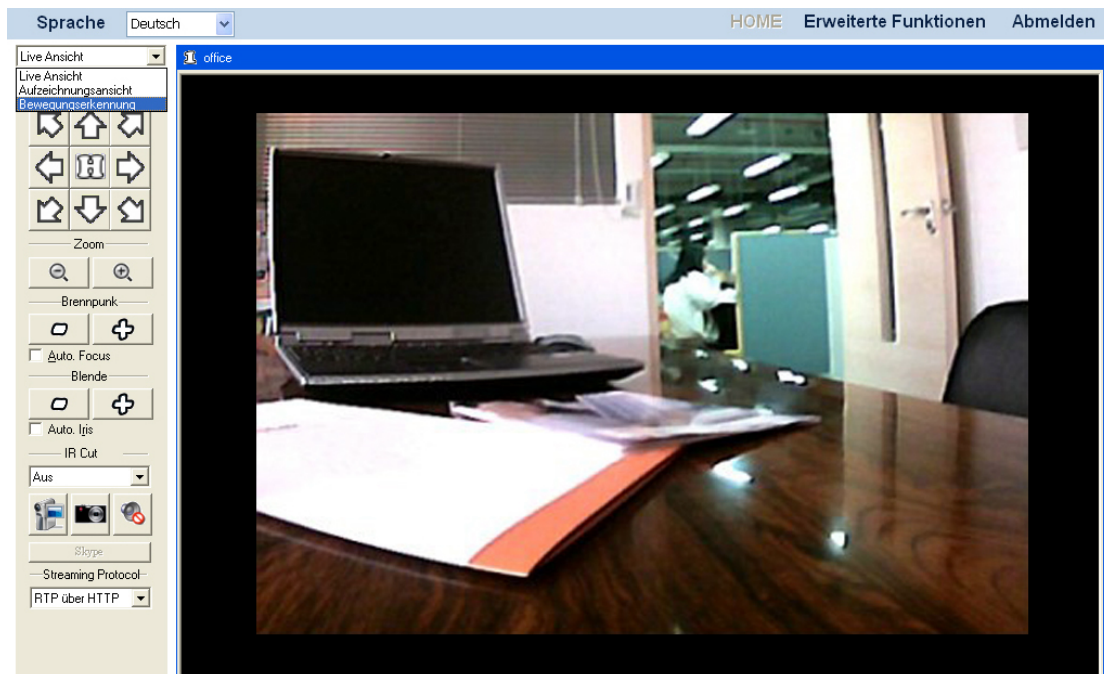 Sprache Deutsch HOME Erweiterte Funktionen Abmelden
Live Ansicht
office
Live Ansicht
Aufzeichnungsansicht
Bewegungserkennung
Zoom
Brennpunk
Auto. Focus
Blende
Auto. Iris
IR Cut
Aus
Skype
Streaming Protocol
RTP über HTTP